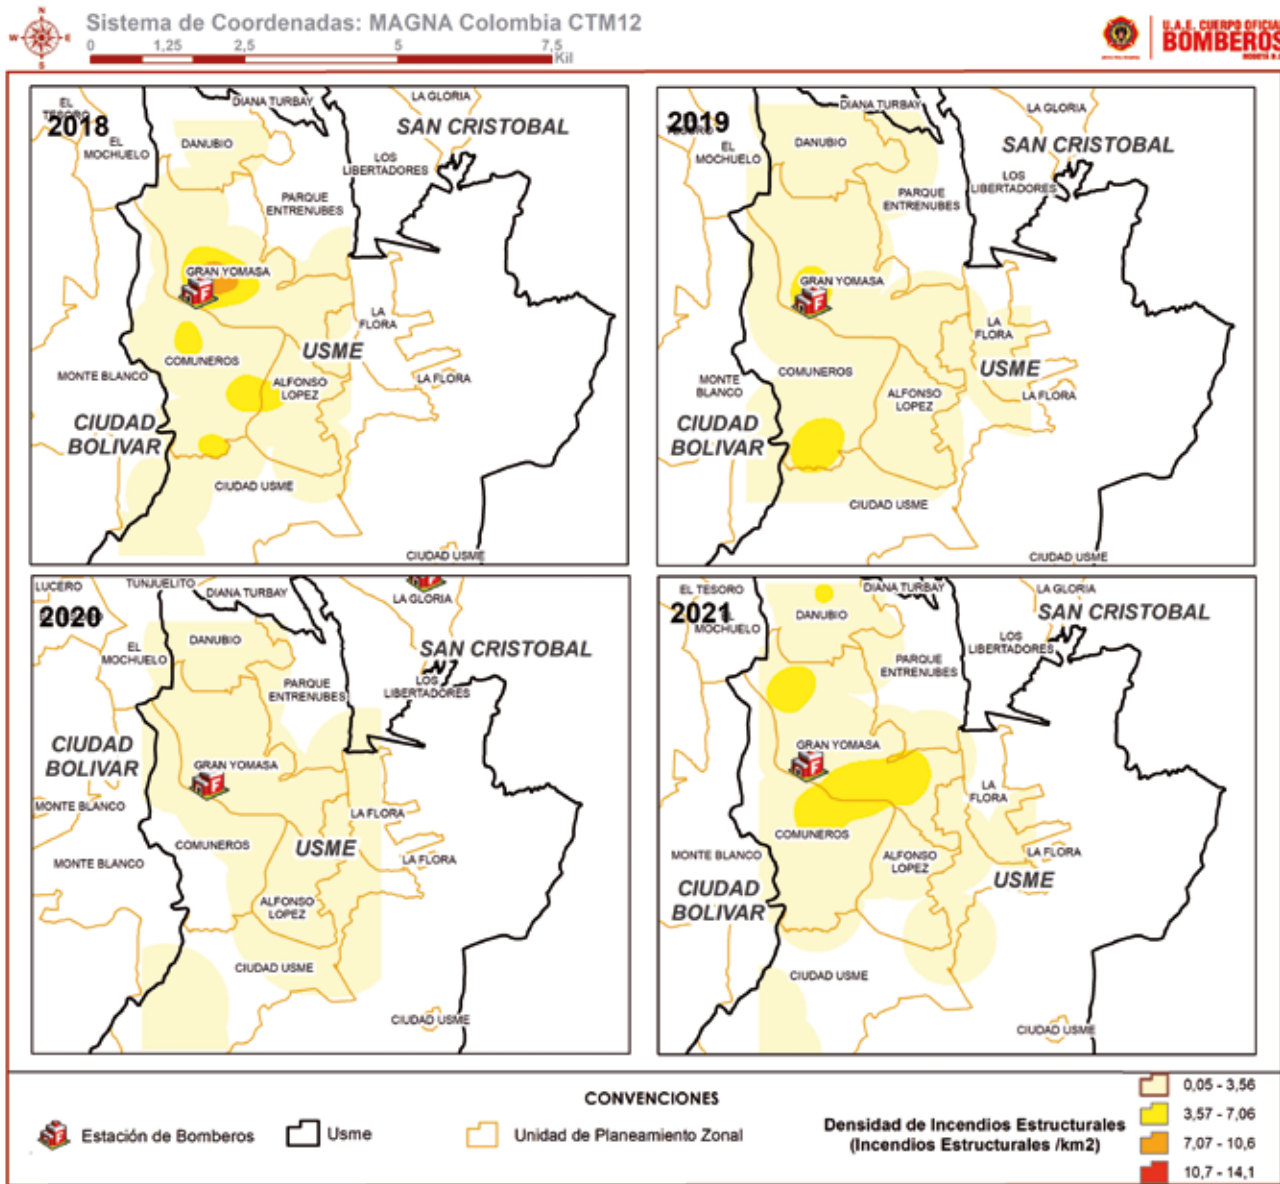 N
W E
S
Sistema de Coordenadas: MAGNA Colombia CTM12
0 1,25 2,5 5 7,5
Kil
U.A.E. CUERPO OFICIAL
BOMBEROS
2018
EL
TESORO
EL
MOCHUELO
DANUBIO
DIANA TURBAY
LA GLORIA
SAN CRISTOBAL
LOS
LIBERTADORES
PARQUE
ENTRENUBES
GRAN YOMASA
F
LA
FLORA
USME
COMUNEROS
MONTE BLANCO
ALFONSO
LOPEZ
LA FLORA
CIUDAD
BOLIVAR
CIUDAD USME
CIUDAD USME
2019
EL
MOCHUELO
DANUBIO
DIANA TURBAY
LA GLORIA
SAN CRISTOBAL
LOS
LIBERTADORES
PARQUE
ENTRENUBES
GRAN YOMASA
F
LA
FLORA
USME
COMUNEROS
MONTE
BLANCO
ALFONSO
LOPEZ
LA FLORA
CIUDAD
BOLIVAR
CIUDAD USME
CIUDAD USME
LUCERO
TUNJUELITO
DIANA TURBAY
LA GLORIA
2020
DANUBIO
EL
MOCHUELO
SAN CRISTOBAL
LOS
LIBERTADORES
PARQUE
ENTRENUBES
CIUDAD
BOLIVAR
GRAN YOMASA
F
MONTE BLANCO
LA FLORA
COMUNEROS
USME
MONTE BLANCO
LA FLORA
ALFONSO
LOPEZ
CIUDAD USME
CIUDAD USME
EL TESORO
DIANA TURBAY
LA GLORIA
2021
MOCHUELO
DANUBIO
SAN CRISTOBAL
LOS
LIBERTADORES
PARQUE
ENTRENUBES
GRAN YOMASA
F
LA
FLORA
COMUNEROS
MONTE BLANCO
ALFONSO
LOPEZ
LA FLORA
USME
CIUDAD
BOLIVAR
CIUDAD USME
CIUDAD USME
CONVENCIONES
F
Estación de Bomberos
Usme
Unidad de Planeamiento Zonal
Densidad de Incendios Estructurales
(Incendios Estructurales /km2)
0,05 - 3,56
3,57 - 7,06
7,07 - 10,6
10,7 - 14,1